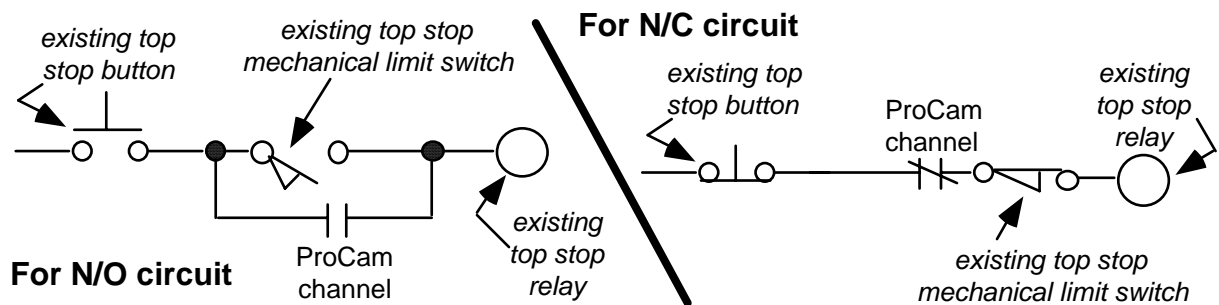 existing top
stop button
existing top stop
mechanical limit switch
ProCam
channel
existing
top stop
relay
For N/O circuit
For N/C circuit
existing top
stop button
ProCam
channel
existing
top stop
relay
existing top stop
mechanical limit switch